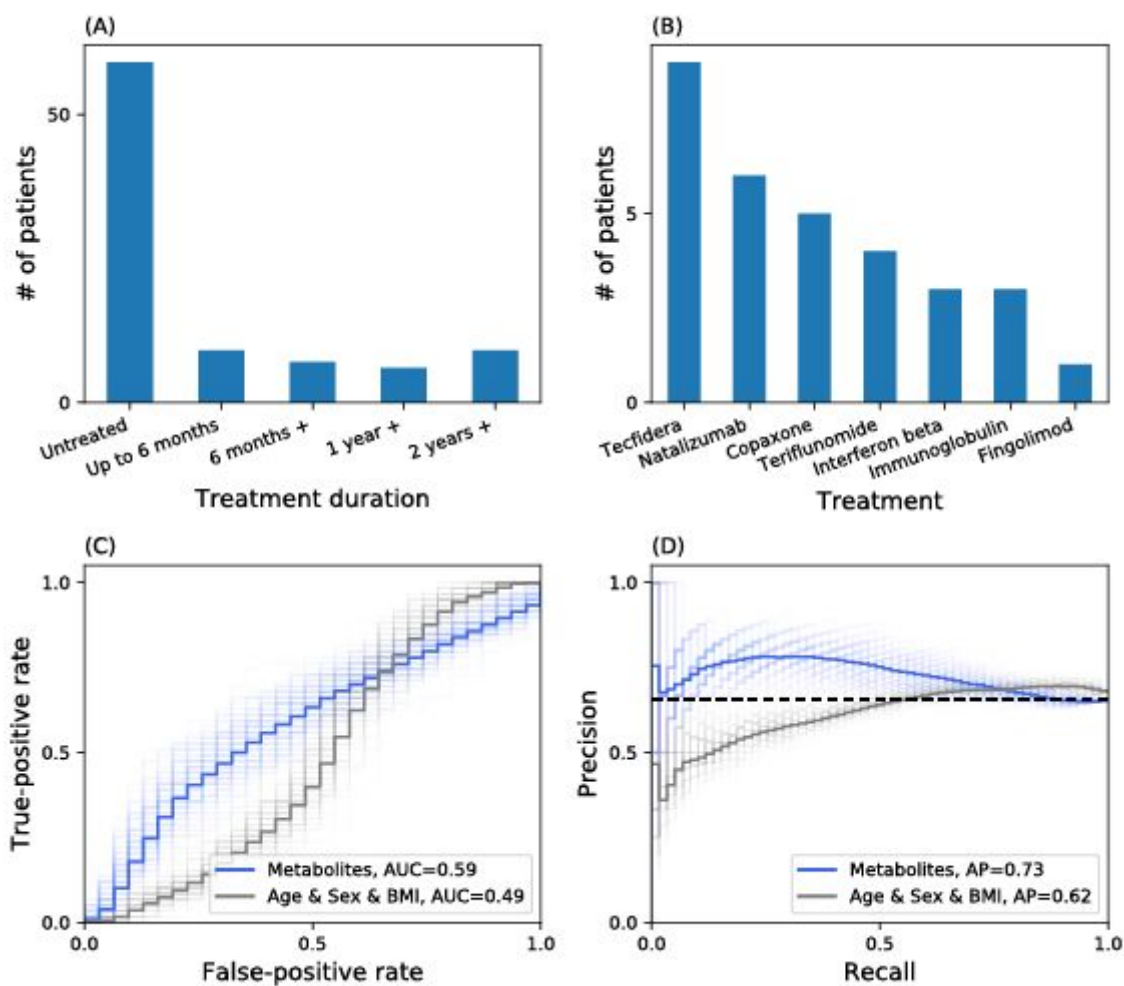 (A)
# of patients
50
0
Untreated
Up to 6 months
6 months +
1 year +
2 years +
Treatment duration
(B)
# of patients
5
0
Tecfidera
Natalizumab
Copaxone
Teriflunomide
Interferon beta
Immunoglobulin
Fingolimod
Treatment
(C)
True-positive rate
1.0
0.5
0.0
0.0
0.5
1.0
Metabolites, AUC=0.59
Age & Sex & BMI, AUC=0.49
False-positive rate
(D)
Precision
1.0
0.5
0.0
0.0
0.5
1.0
Metabolites, AP=0.73
Age & Sex & BMI, AP=0.62
Recall